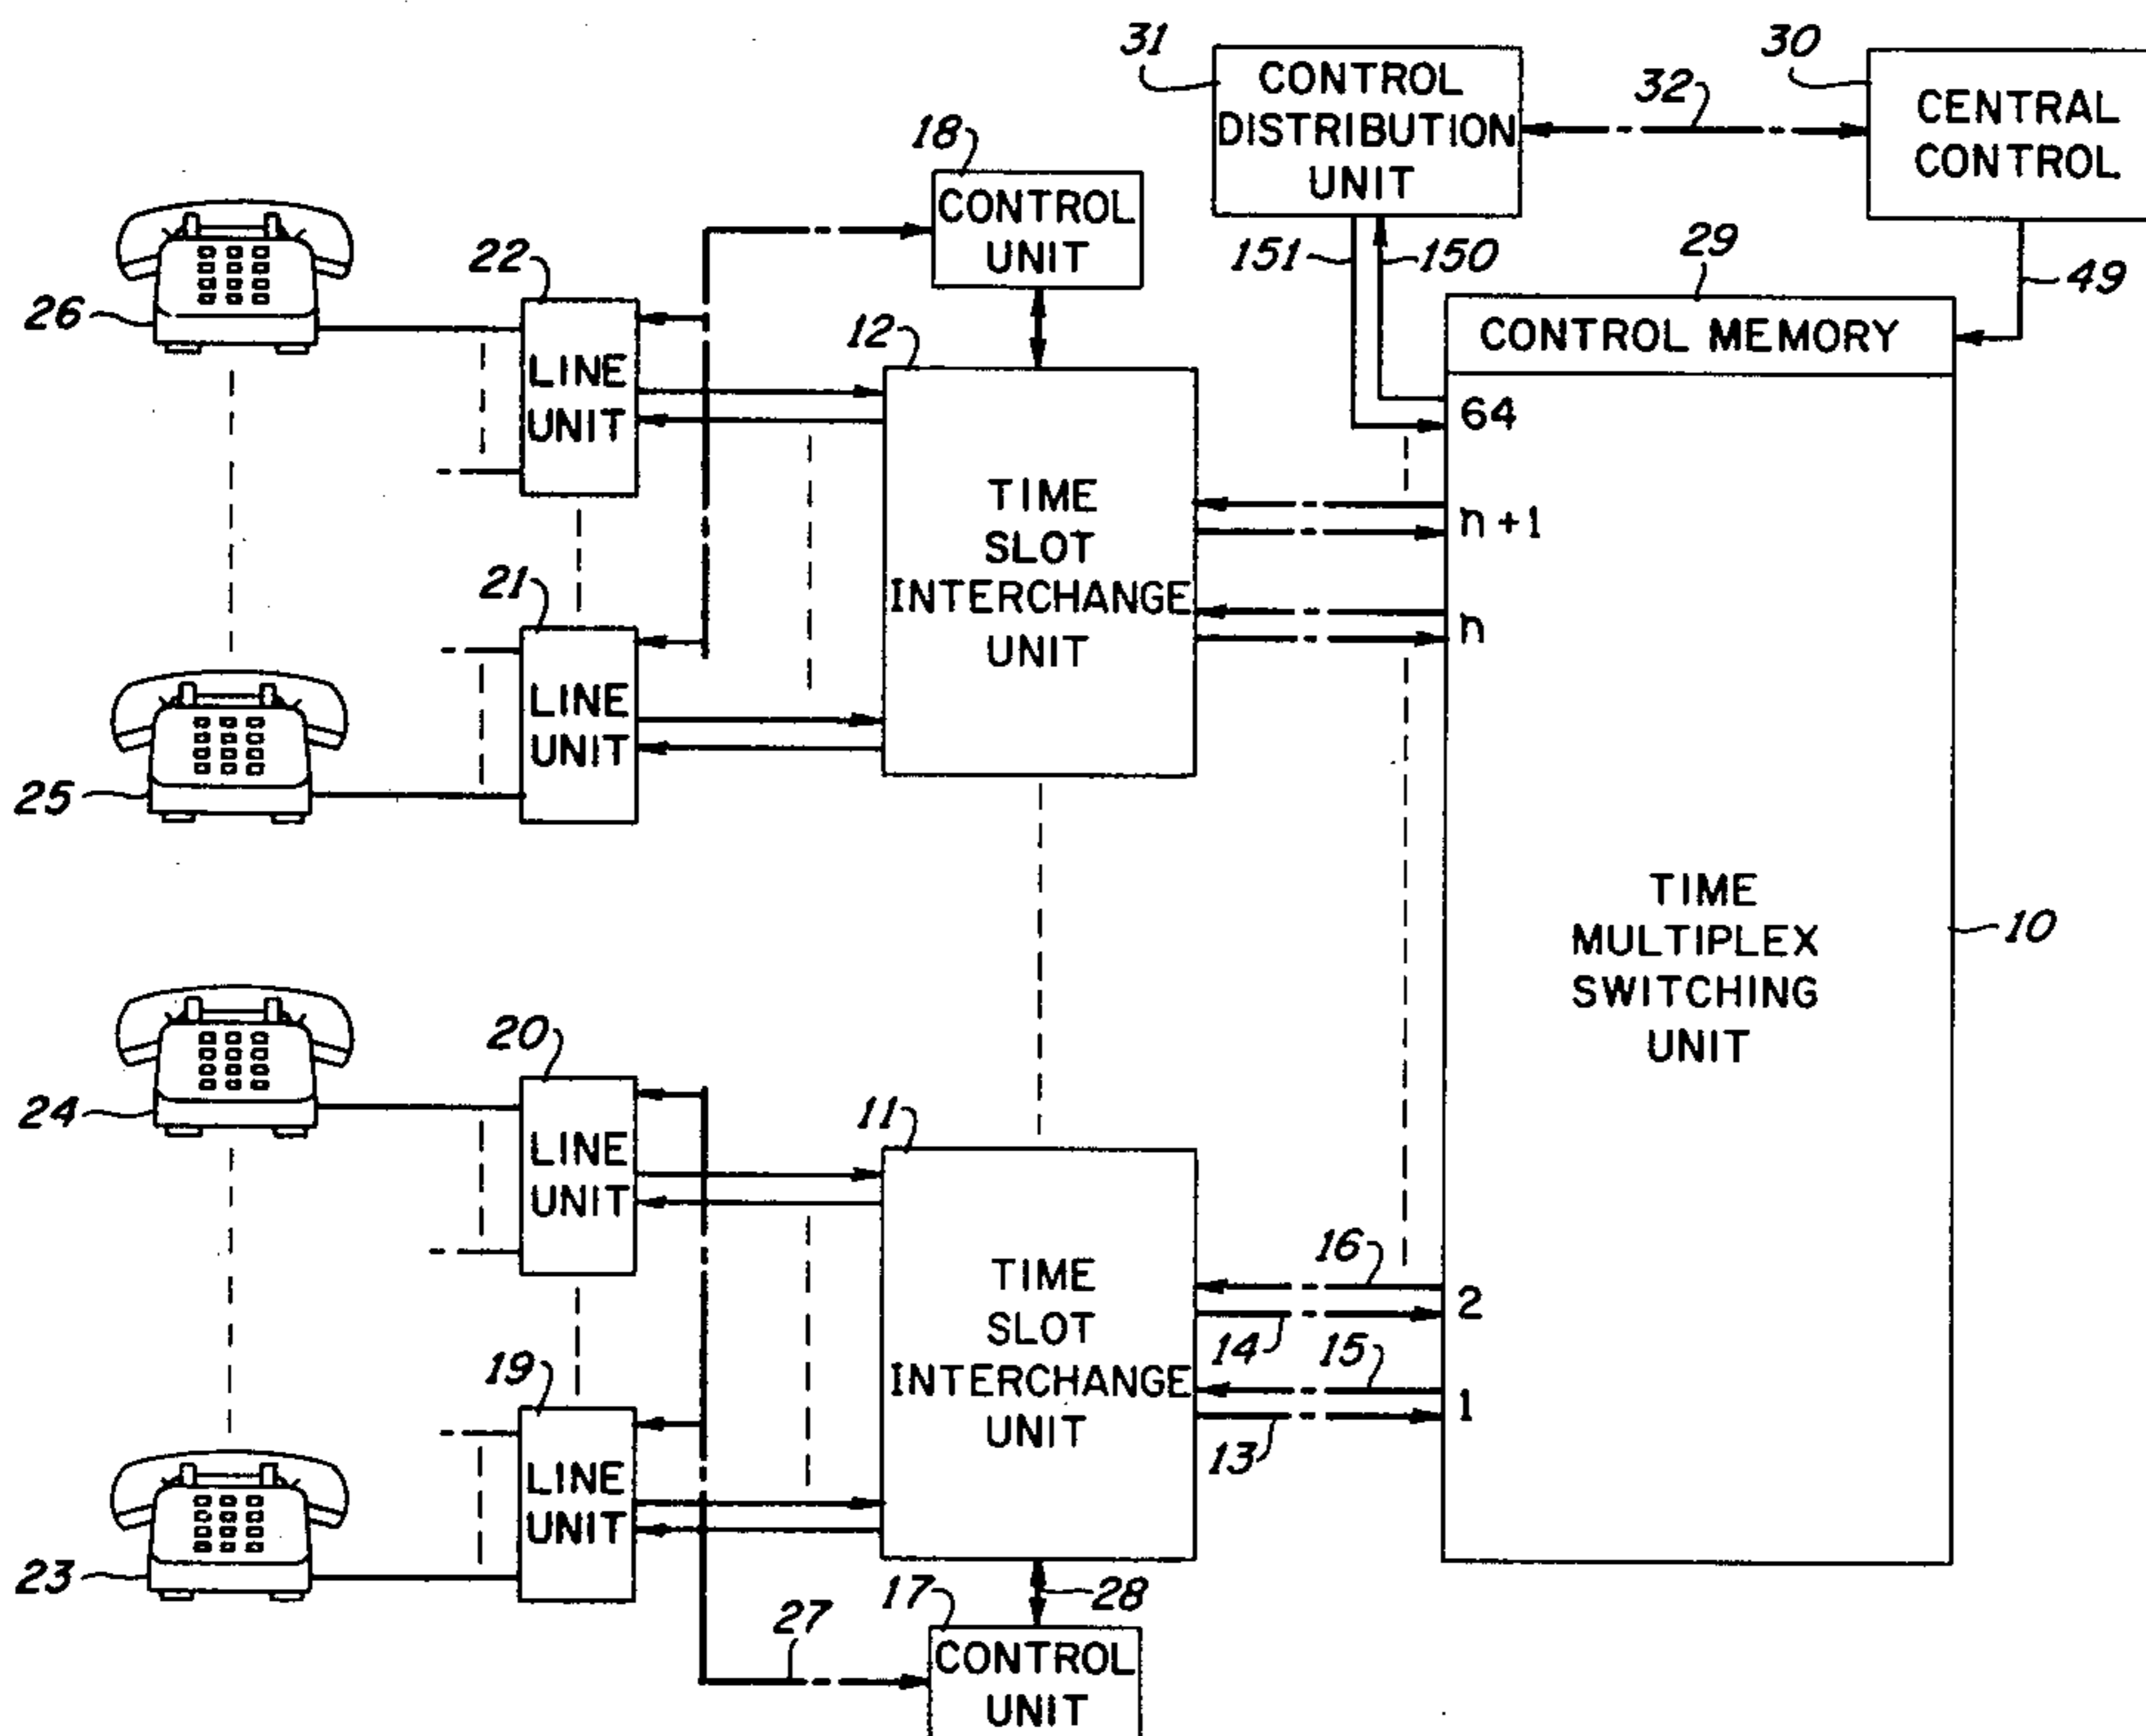 31
CONTROL
DISTRIBUTION
UNIT
32
30
CENTRAL
CONTROL
18
CONTROL
UNIT
151
150
29
49
CONTROL MEMORY
26
22
LINE
UNIT
12
TIME
SLOT
INTERCHANGE
UNIT
64
n+1
n
25
21
LINE
UNIT
TIME
MULTIPLEX
SWITCHING
UNIT
10
24
20
LINE
UNIT
11
TIME
SLOT
INTERCHANGE
UNIT
16
2
14
15
1
13
23
19
LINE
UNIT
27
17
28
CONTROL
UNIT